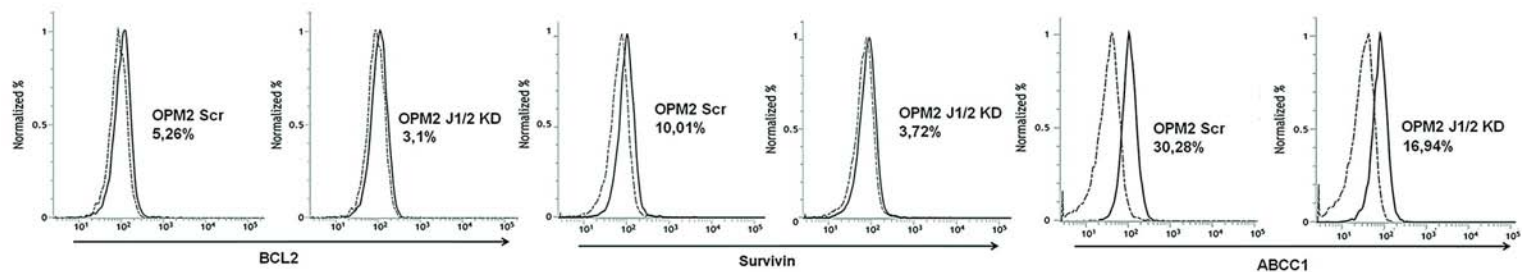 Normalized %
1
0.5
0
OPM2 Scr
5,26%
10¹ 10² 10³ 10⁴ 10⁵
Normalized %
1
0.5
0
OPM2 J1/2 KD
3,1%
10¹ 10² 10³ 10⁴ 10⁵
BCL2
Normalized %
1
0.5
0
OPM2 Scr
10,01%
10¹ 10² 10³ 10⁴ 10⁵
Normalized %
1
0.5
0
OPM2 J1/2 KD
3,72%
10¹ 10² 10³ 10⁴ 10⁵
Survivin
Normalized %
1
0.5
0
OPM2 Scr
30,28%
10¹ 10² 10³ 10⁴ 10⁵
Normalized %
1
0.5
0
OPM2 J1/2 KD
16,94%
10¹ 10² 10³ 10⁴ 10⁵
ABCC1